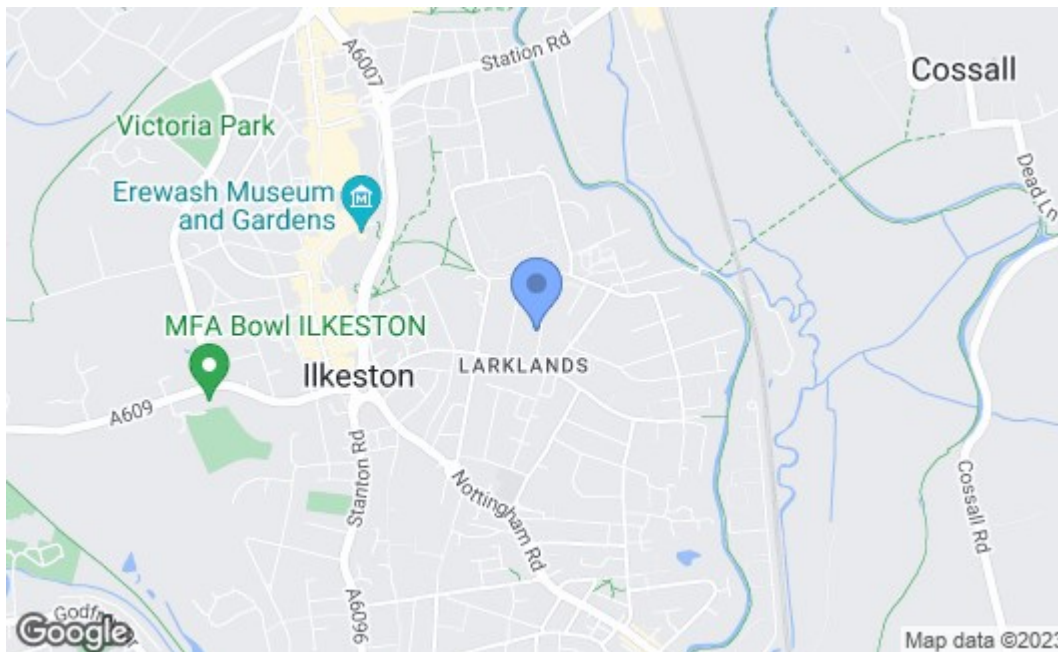 A6007
Station Rd
Cossall
Victoria Park
Erewash Museum
and Gardens
M
Dead Ln
MFA Bowl ILKESTON
LARKLANDS
Ilkeston
A609
Stanton Rd
Nottingham Rd
Cossall Rd
A6096
Google
Map data ©2023